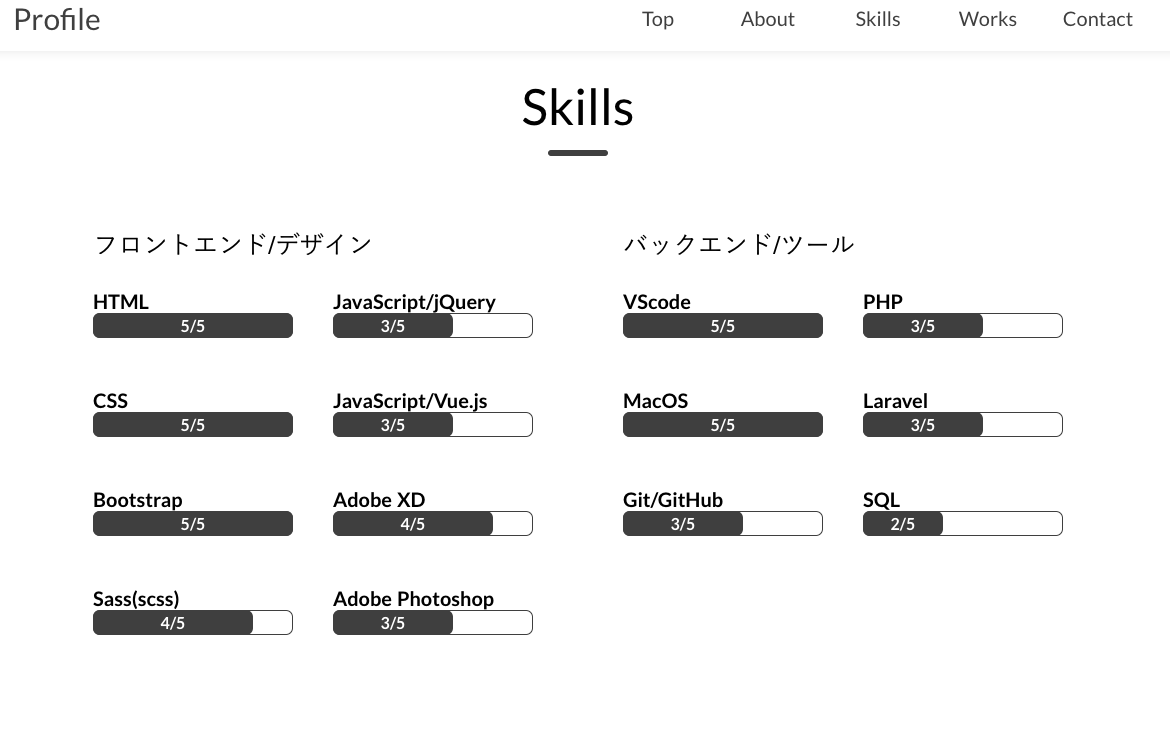 Profile
Top About Skills Works Contact
Skills
フロントエンド/デザイン
HTML
5/5
JavaScript/jQuery
3/5
CSS
5/5
JavaScript/Vue.js
3/5
Bootstrap
5/5
Adobe XD
4/5
Sass(scss)
4/5
Adobe Photoshop
3/5
バックエンド/ツール
VScode
5/5
PHP
3/5
MacOS
5/5
Laravel
3/5
Git/GitHub
3/5
SQL
2/5